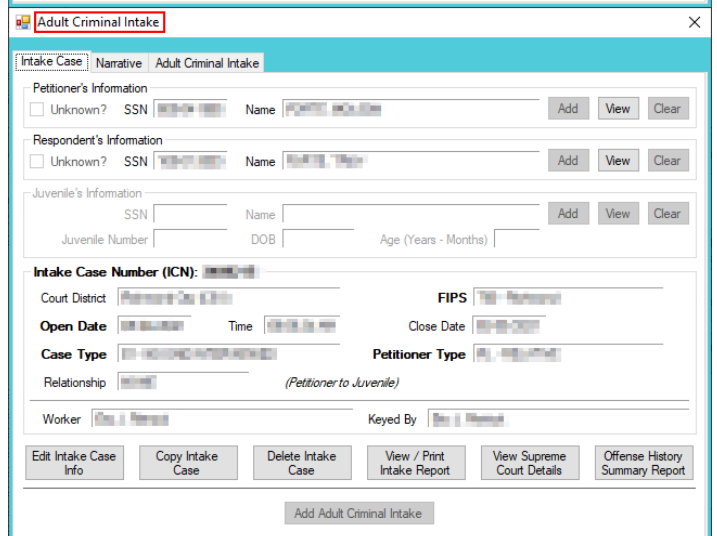 Adult Criminal Intake
Intake Case Narrative Adult Criminal Intake
Petitioner's Information
Unknown? SSN Name Add View Clear
Respondent's Information
Unknown? SSN Name Add View Clear
Juvenile's Information
SSN Name Add View Clear
Juvenile Number DOB Age (Years - Months)
Intake Case Number (ICN):
Court District FIPS
Open Date Time Close Date
Case Type Petitioner Type
Relationship (Petitioner to Juvenile)
Worker Keyed By
Edit Intake Case Info Copy Intake Case Delete Intake Case View / Print Intake Report View Supreme Court Details Offense History Summary Report
Add Adult Criminal Intake